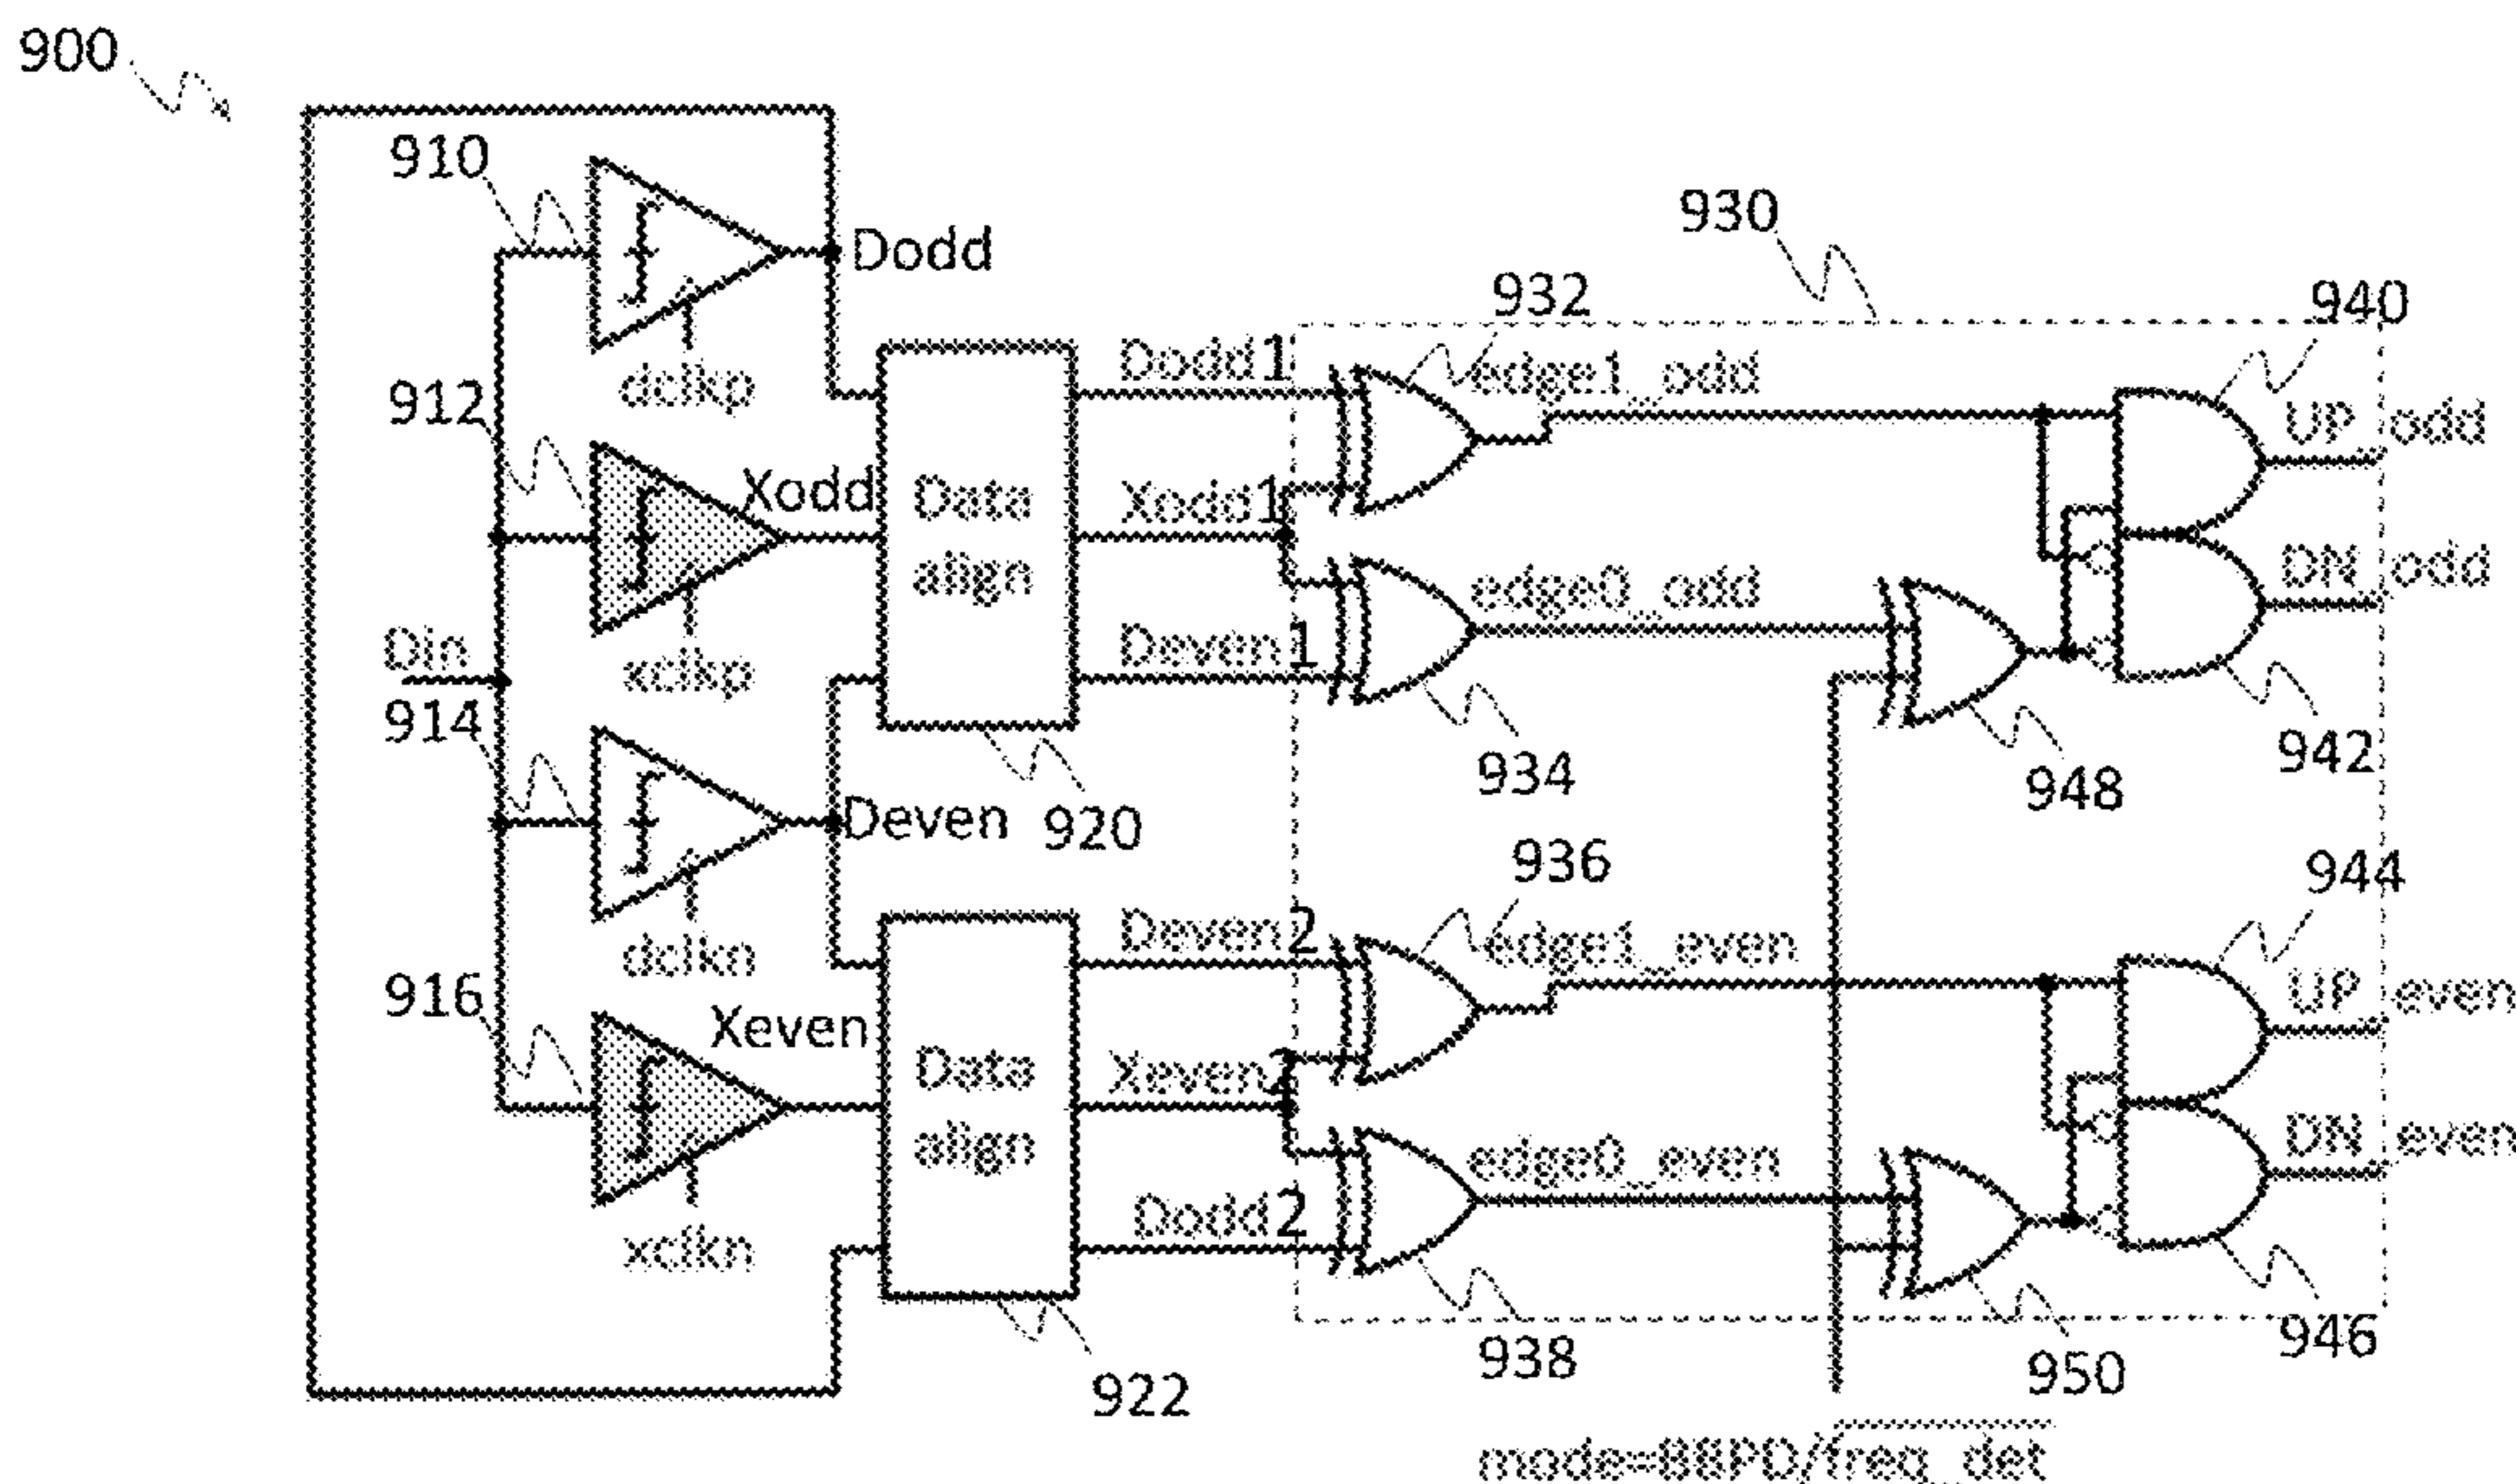 900
910
Dodd
dclkp
912
Xodd
xclkp
Din
914
Deven
dclkn
916
Xeven
xclkn
Data
align
920
Data
align
922
Dodd1
Xodd1
Deven1
Deven2
Xeven2
Dodd2
930
932
edge1_odd
edge0_odd
934
936
edge1_even
edge0_even
938
940
UP_odd
DN_odd
942
948
944
UP_even
DN_even
946
950
mode=BBPD/freq_det